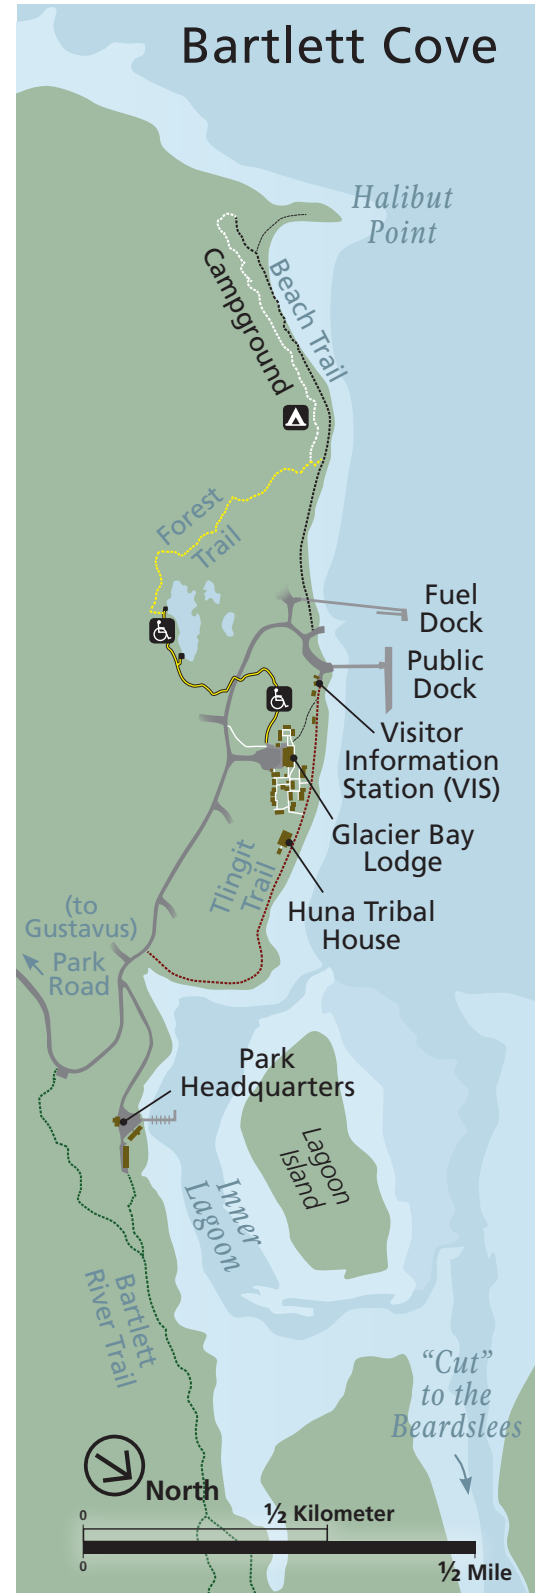 Bartlett Cove
Halibut
Point
Campground
Beach Trail
Forest
Trail
Fuel
Dock
Public
Dock
Visitor
Information
Station (VIS)
Glacier Bay
Lodge
Tlingit
Trail
Huna Tribal
House
(to
Gustavus)
Park
Road
Park
Headquarters
Lagoon
Island
Inner
Lagoon
Bartlett
River Trail
“Cut”
to the
Beardslees
North
0
½ Kilometer
0
½ Mile